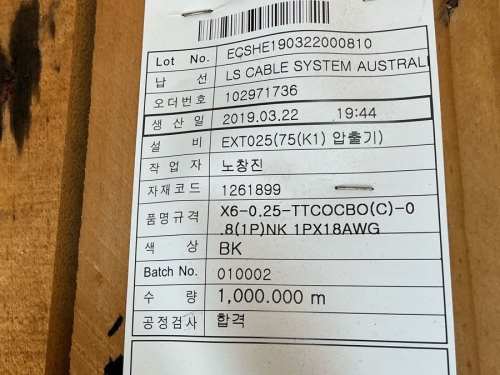 Lot No. ECSHE190322000810
납 선 LS CABLE SYSTEM AUSTRALI
오더번호 102971736
생 산 일 2019.03.22 19:44
설 비 EXT025(75(K1) 압출기)
작 업 자 노창진
자재코드 1261899
품명규격 X6-0.25-TTCOCBO(C)-0
.8(1P)NK 1PX18AWG
색 상 BK
Batch No. 010002
수 량 1,000.000 m
공정검사 합격